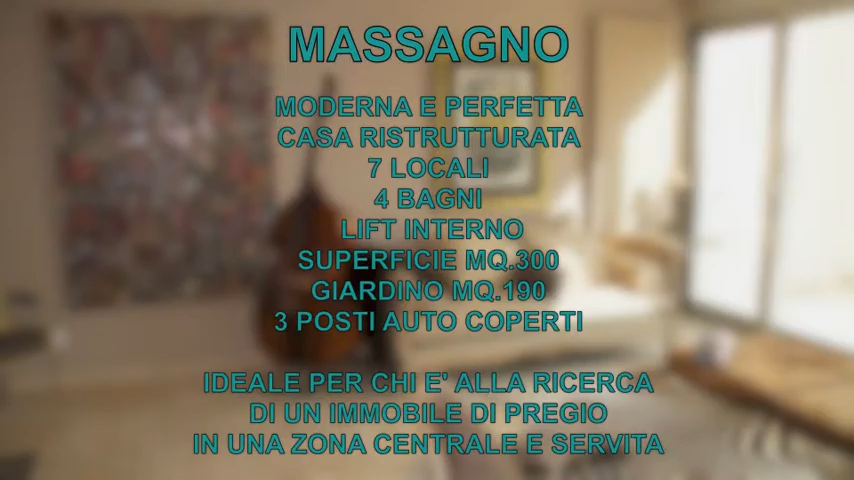 MASSAGNO
MODERNA E PERFETTA
CASA RISTRUTTURATA
7 LOCALI
4 BAGNI
LIFT INTERNO
SUPERFICIE MQ.300
GIARDINO MQ.190
3 POSTI AUTO COPERTI
IDEALE PER CHI E' ALLA RICERCA
DI UN IMMOBILE DI PREGIO
IN UNA ZONA CENTRALE E SERVITA